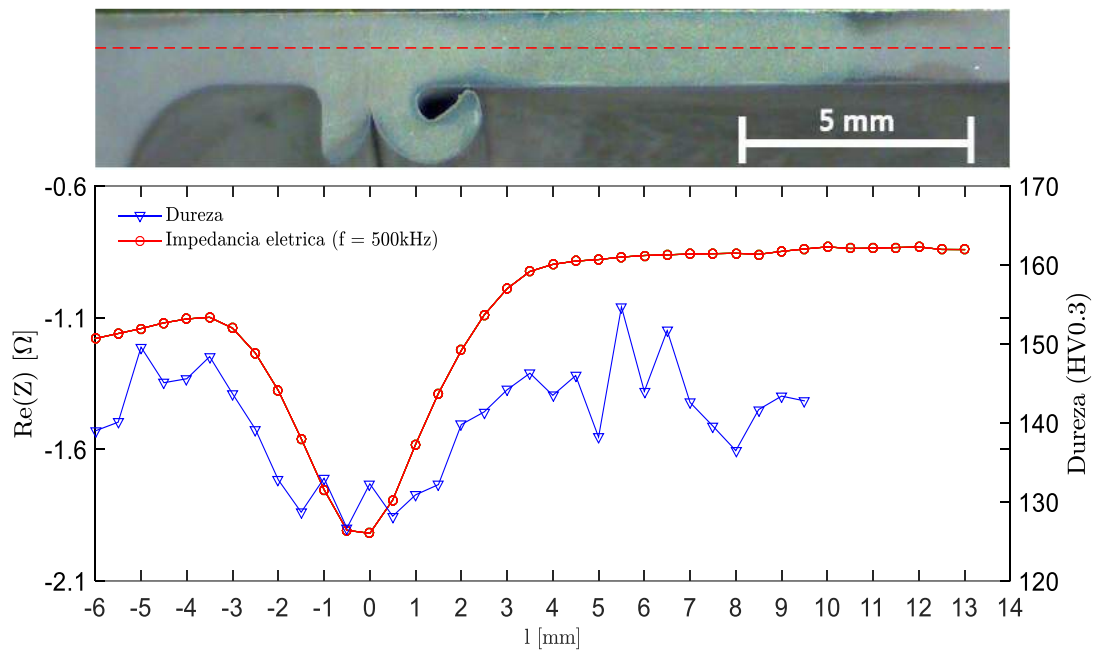 5 mm
Dureza
Impedancia eletrica (f = 500kHz)
-0.6
-1.1
-1.6
-2.1
Re(Z) [Ω]
170
160
150
140
130
120
Dureza (HV0.3)
-6 -5 -4 -3 -2 -1 0 1 2 3 4 5 6 7 8 9 10 11 12 13 14
l [mm]